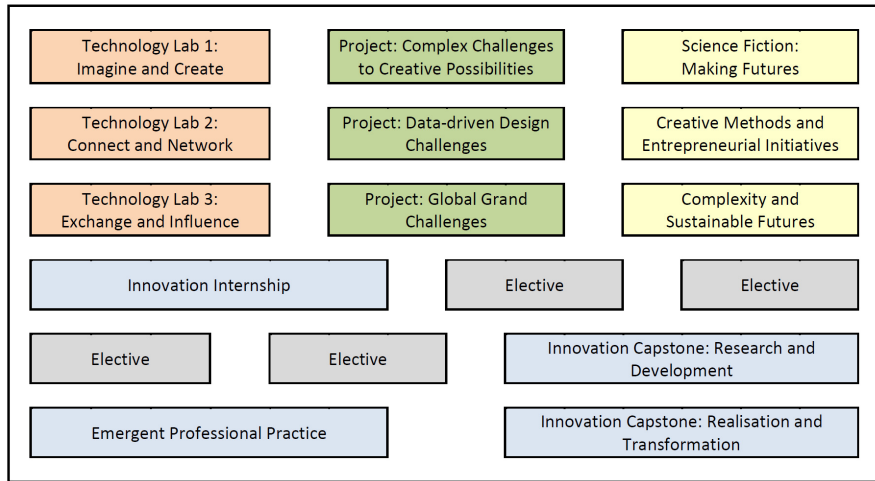 Technology Lab 1:
Imagine and Create
Project: Complex Challenges
to Creative Possibilities
Science Fiction:
Making Futures
Technology Lab 2:
Connect and Network
Project: Data-driven Design
Challenges
Creative Methods and
Entrepreneurial Initiatives
Technology Lab 3:
Exchange and Influence
Project: Global Grand
Challenges
Complexity and
Sustainable Futures
Innovation Internship
Elective
Elective
Elective
Elective
Innovation Capstone: Research and
Development
Emergent Professional Practice
Innovation Capstone: Realisation and
Transformation